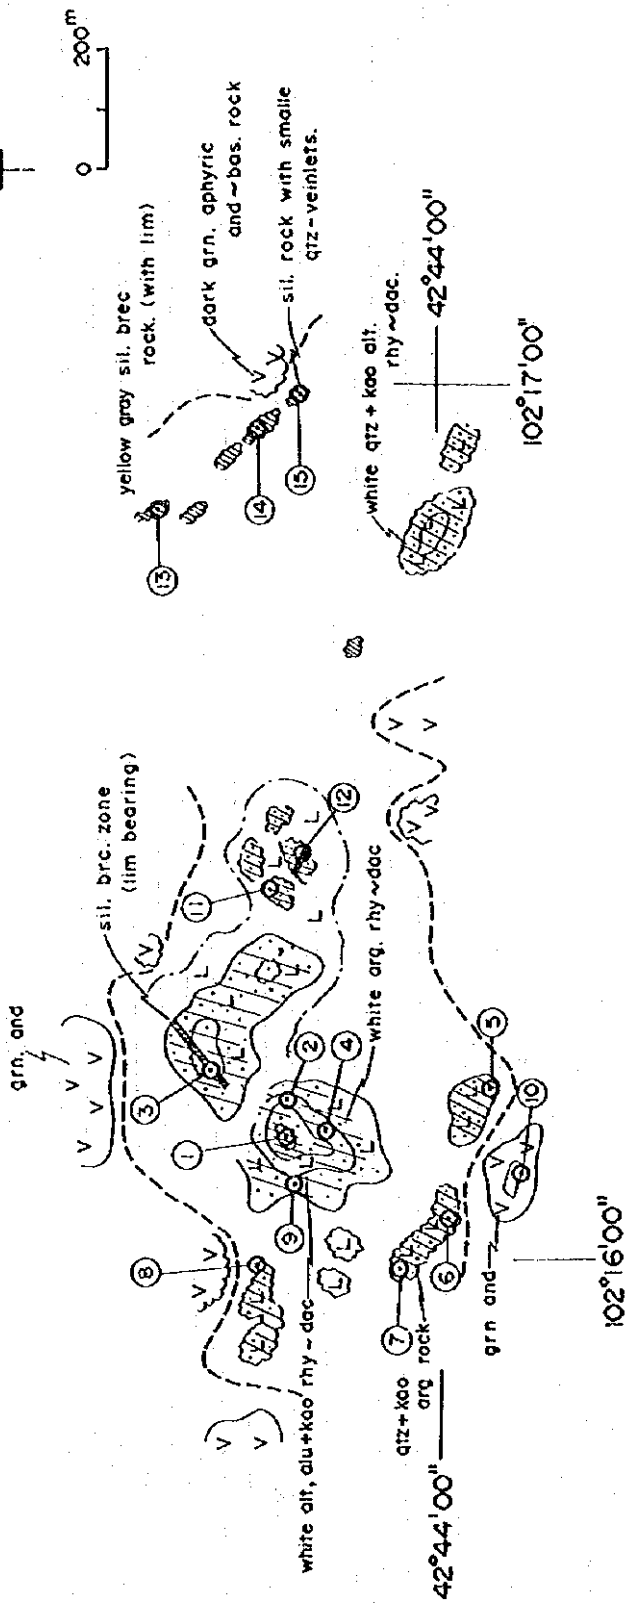 200m
0
yellow gray sil. brec
rock. (with lim)
dark grn. aphyric
and~bas. rock
sil. rock with smalle
qtz-veinlets.
13
14
15
white qtz + kao alt.
rhy~dac.
42°44'00"
102°17'00"
grn. and
V V V V V
sil. brc. zone
(lim bearing)
11
12
3
1
2
4
white arg. rhy~dac
8
9
white alt, alu+kao rhy~dac
5
10
6
7
qtz+kao
arg rock
grn and
42°44'00"
102°16'00"